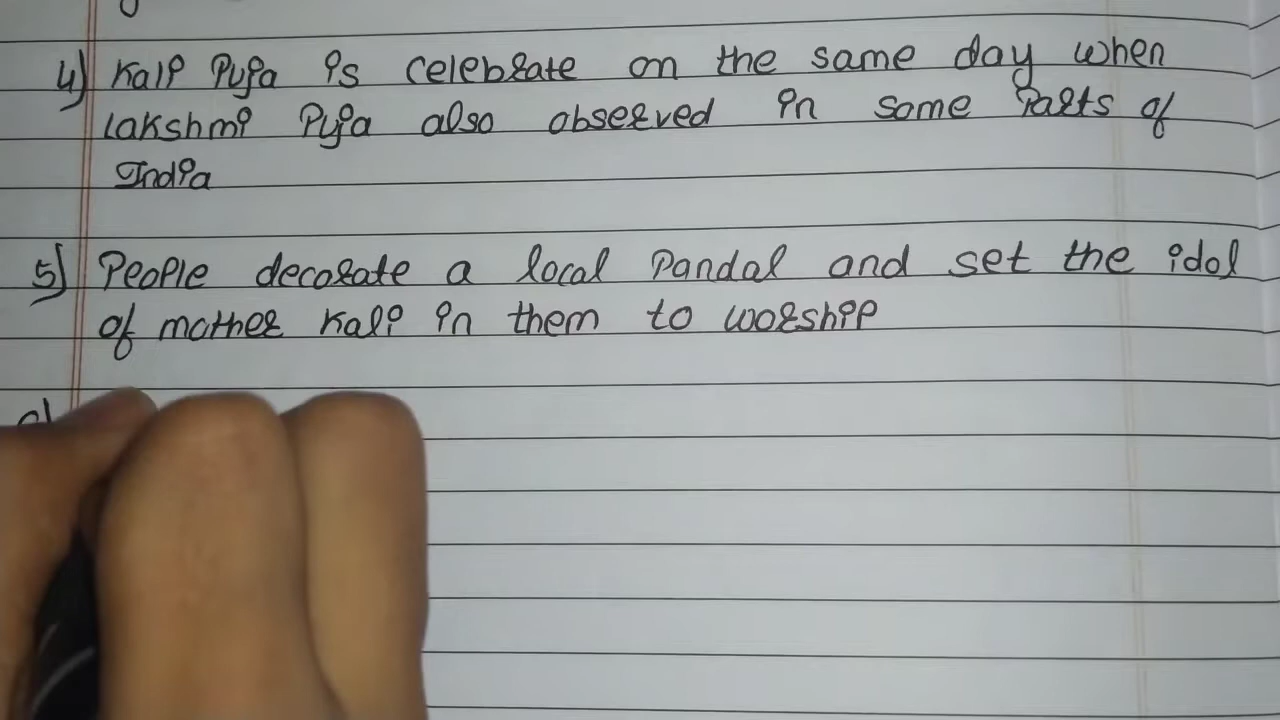 4) Kali Puja is celebrate on the same day when
lakshmi Puja also observed in some Parts of
India
5) People decorate a local Pandal and set the idol
of mother Kali in them to worship